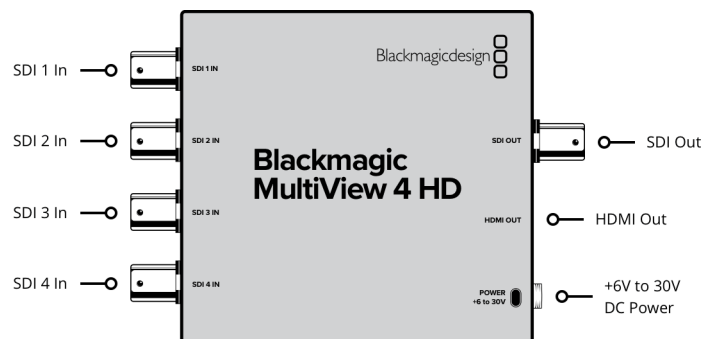 Blackmagicdesign
SDI 1 In
SDI 1 IN
SDI 2 In
SDI 2 IN
SDI OUT
SDI Out
Blackmagic
MultiView 4 HD
SDI 3 In
SDI 3 IN
HDMI OUT
HDMI Out
SDI 4 In
SDI 4 IN
POWER
+6 to 30V
+6V to 30V
DC Power